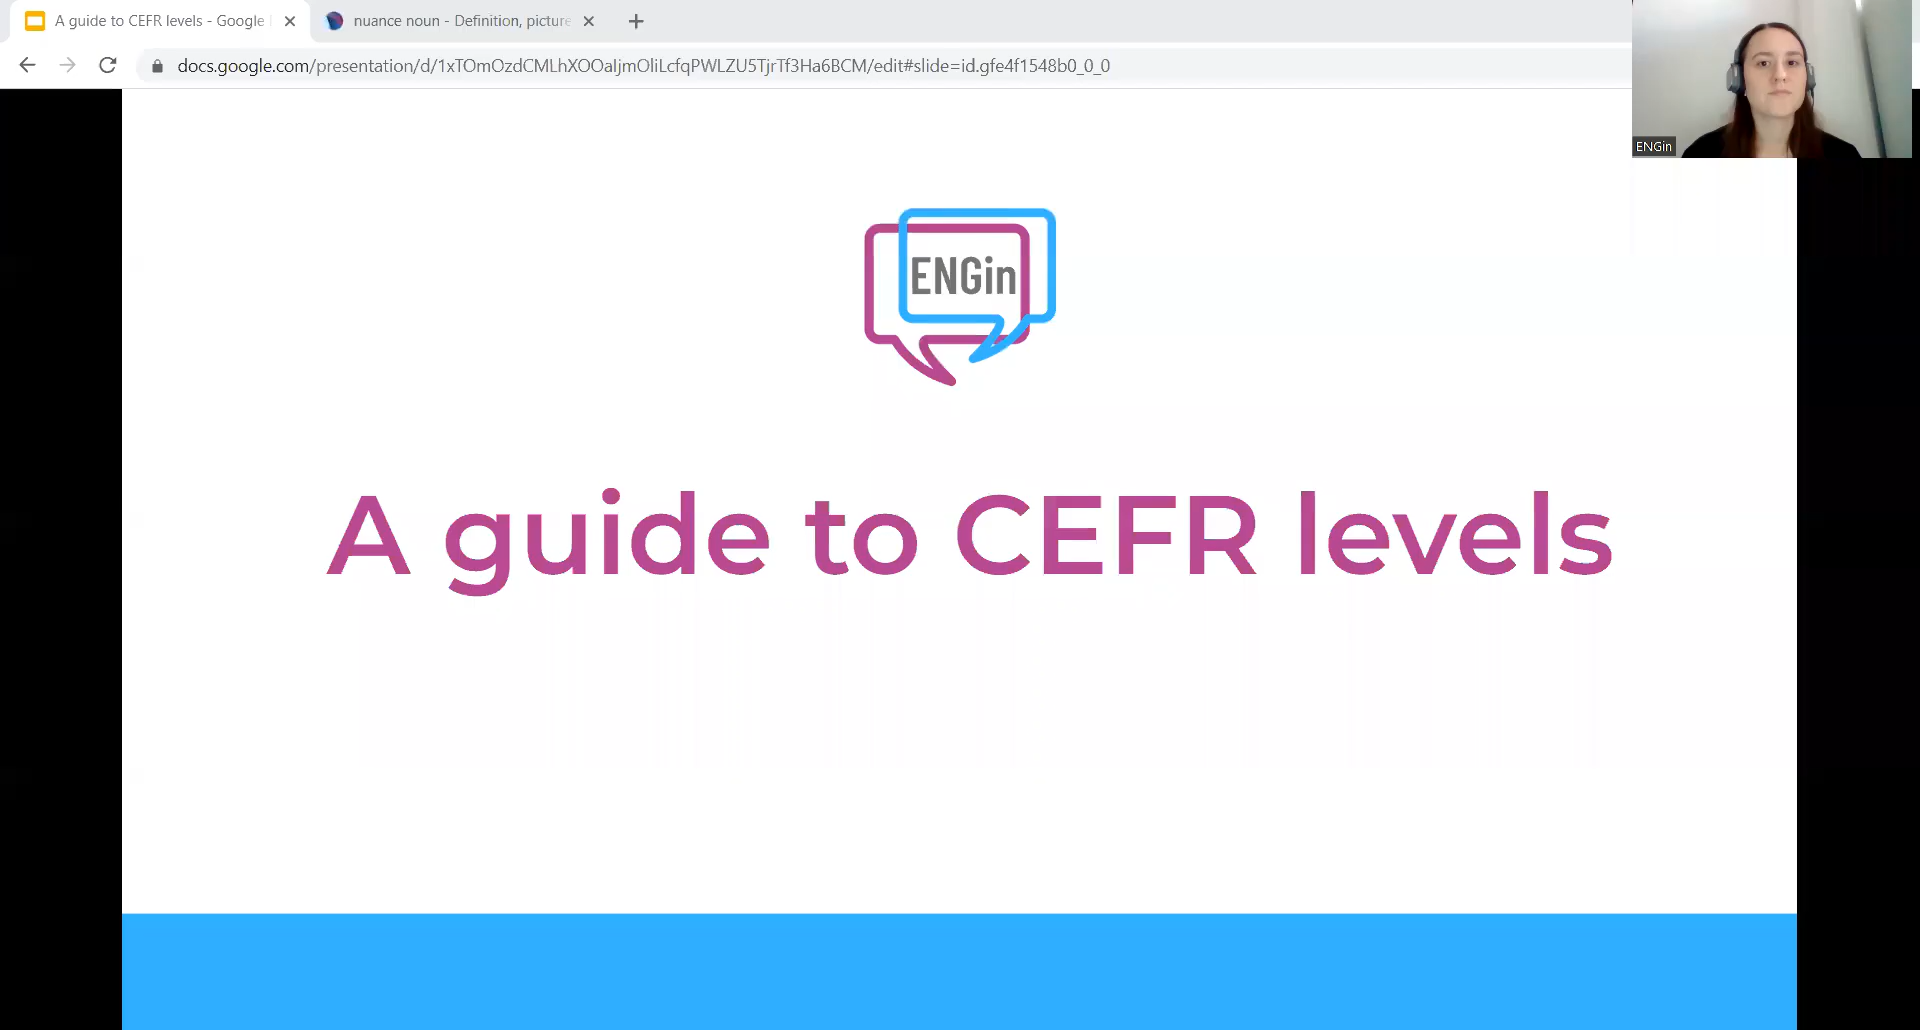 A guide to CEFR levels - Google
nuance noun - Definition, picture
docs.google.com/presentation/d/1xTOmOzdCMLhXOOaIjmOliLcfqPWLZU5TjrTf3Ha6BCM/edit#slide=id.gfe4f1548b0_0_0
ENGin
ENGin
A guide to CEFR levels